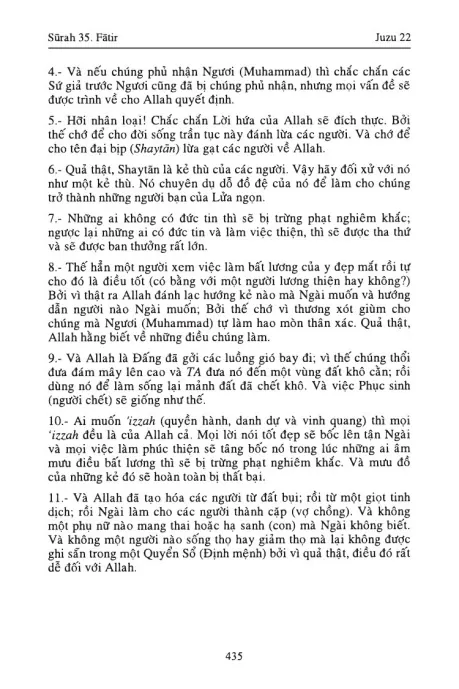 Sūrah 35. Fātir Juzu 22
4.- Và nếu chúng phủ nhận Ngươi (Muhammad) thì chắc chắn các
Sứ giả trước Ngươi cũng đã bị chúng phủ nhận, nhưng mọi vấn đề sẽ
được trình về cho Allah quyết định.
5.- Hỡi nhân loại! Chắc chắn Lời hứa của Allah sẽ đích thực. Bởi
thế chớ để cho đời sống trần tục này đánh lừa các người. Và chớ để
cho tên đại bịp (Shaytān) lừa gạt các người về Allah.
6.- Quả thật, Shaytān là kẻ thù của các người. Vậy hãy đối xử với nó
như một kẻ thù. Nó chuyên dụ dỗ đồ đệ của nó để làm cho chúng
trở thành những người bạn của Lửa ngọn.
7.- Những ai không có đức tin thì sẽ bị trừng phạt nghiêm khắc;
ngược lại những ai có đức tin và làm việc thiện, thì sẽ được tha thứ
và sẽ được ban thưởng rất lớn.
8.- Thế hẳn một người xem việc làm bất lương của y đẹp mắt rồi tự
cho đó là điều tốt (có bằng với một người lương thiện hay không?)
Bởi vì thật ra Allah đánh lạc hướng kẻ nào mà Ngài muốn và hướng
dẫn người nào Ngài muốn; Bởi thế chớ vì thương xót giùm cho
chúng mà Ngươi (Muhammad) tự làm hao mòn thân xác. Quả thật,
Allah hằng biết về những điều chúng làm.
9.- Và Allah là Đấng đã gởi các luồng gió bay đi; vì thế chúng thổi
đưa đám mây lên cao và TA đưa nó đến một vùng đất khô cằn; rồi
dùng nó để làm sống lại mảnh đất đã chết khô. Và việc Phục sinh
(người chết) sẽ giống như thế.
10.- Ai muốn 'izzah (quyền hành, danh dự và vinh quang) thì mọi
'izzah đều là của Allah cả. Mọi lời nói tốt đẹp sẽ bốc lên tận Ngài
và mọi việc làm phúc thiện sẽ tâng bốc nó trong lúc những ai âm
mưu điều bất lương thì sẽ bị trừng phạt nghiêm khắc. Và mưu đồ
của những kẻ đó sẽ hoàn toàn bị thất bại.
11.- Và Allah đã tạo hóa các người từ đất bụi; rồi từ một giọt tinh
dịch; rồi Ngài làm cho các người thành cặp (vợ chồng). Và không
một phụ nữ nào mang thai hoặc hạ sanh (con) mà Ngài không biết.
Và không một người nào sống thọ hay giảm thọ mà lại không được
ghi sẵn trong một Quyển Sổ (Định mệnh) bởi vì quả thật, điều đó rất
dễ đối với Allah.
435